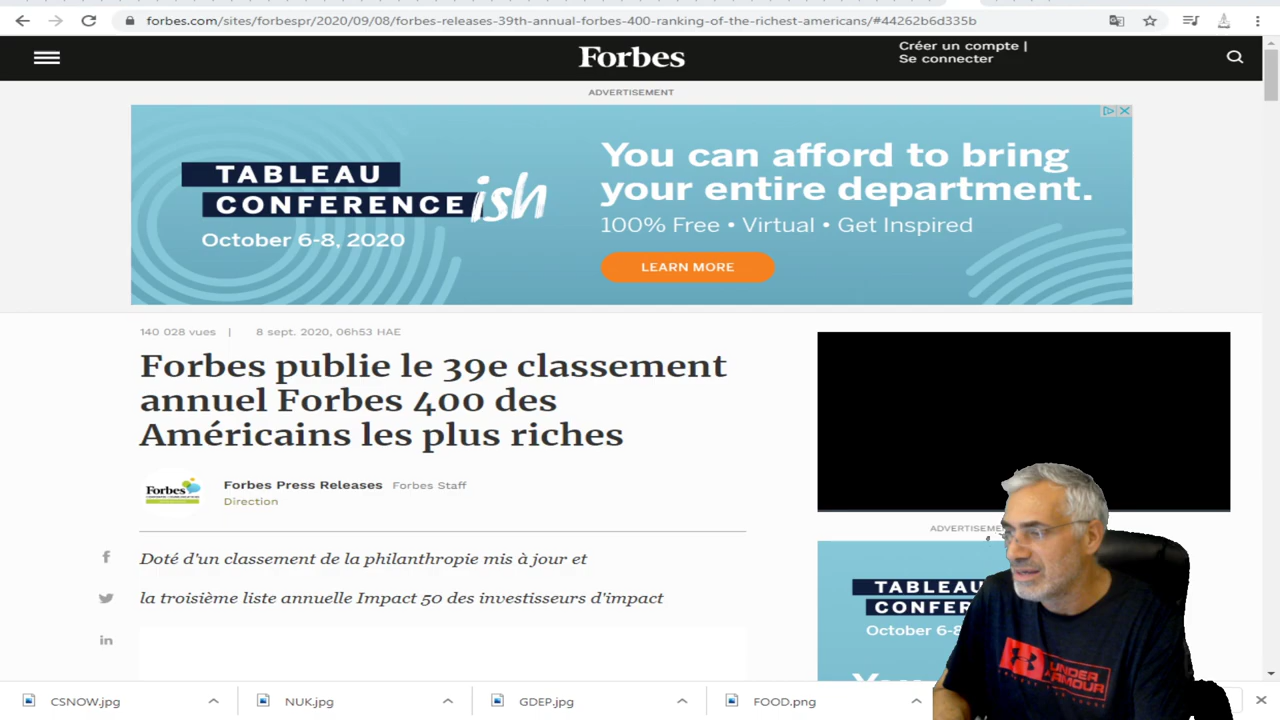 forbes.com/sites/forbespr/2020/09/08/forbes-releases-39th-annual-forbes-400-ranking-of-the-richest-americans/#44262b6d335b
Forbes
Créer un compte |
Se connecter
ADVERTISEMENT
TABLEAU
CONFERENCE ish
October 6-8, 2020
You can afford to bring
your entire department.
100% Free • Virtual • Get Inspired
LEARN MORE
140 028 vues | 8 sept. 2020, 06h53 HAE
Forbes publie le 39e classement
annuel Forbes 400 des
Américains les plus riches
Forbes
Forbes Press Releases Forbes Staff
Direction
Doté d'un classement de la philanthropie mis à jour et
la troisième liste annuelle Impact 50 des investisseurs d'impact
ADVERTISEME
TABLEAU
CONFER
October 6-8
You
UNDER
ARMOUR
CSNOW.jpg
NUK.jpg
GDEP.jpg
FOOD.png